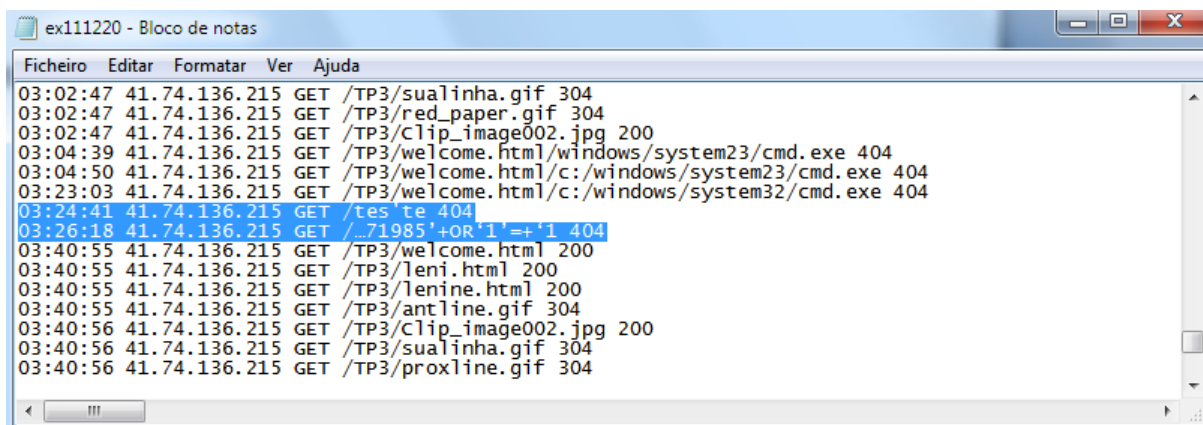 ex111220 - Bloco de notas
Ficheiro Editar Formatar Ver Ajuda
03:02:47 41.74.136.215 GET /TP3/sualinha.gif 304
03:02:47 41.74.136.215 GET /TP3/red_paper.gif 304
03:02:47 41.74.136.215 GET /TP3/Clip_image002.jpg 200
03:04:39 41.74.136.215 GET /TP3/welcome.html/windows/system23/cmd.exe 404
03:04:50 41.74.136.215 GET /TP3/welcome.html/c:/windows/system23/cmd.exe 404
03:23:03 41.74.136.215 GET /TP3/welcome.html/c:/windows/system32/cmd.exe 404
03:24:41 41.74.136.215 GET /tes'te 404
03:26:18 41.74.136.215 GET /…71985’+OR‘1’=+‘1 404
03:40:55 41.74.136.215 GET /TP3/welcome.html 200
03:40:55 41.74.136.215 GET /TP3/leni.html 200
03:40:55 41.74.136.215 GET /TP3/lenine.html 200
03:40:55 41.74.136.215 GET /TP3/antline.gif 304
03:40:56 41.74.136.215 GET /TP3/Clip_image002.jpg 200
03:40:56 41.74.136.215 GET /TP3/sualinha.gif 304
03:40:56 41.74.136.215 GET /TP3/proxline.gif 304